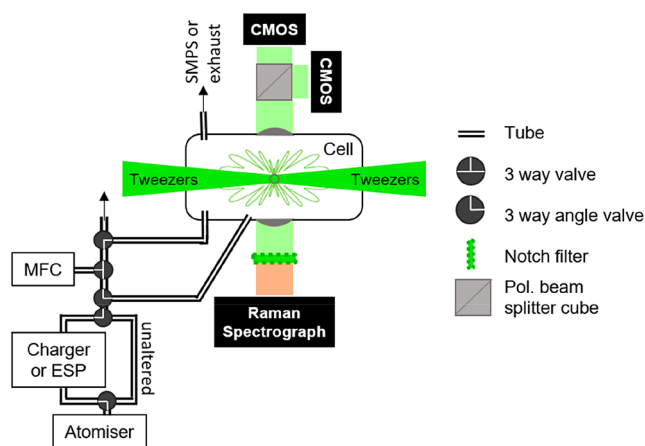 SMPS or
exhaust
CMOS
CMOS
Cell
Tweezers
Tweezers
MFC
Raman
Spectrograph
unaltered
Charger
or ESP
Atomiser
Tube
3 way valve
3 way angle valve
Notch filter
Pol. beam
splitter cube